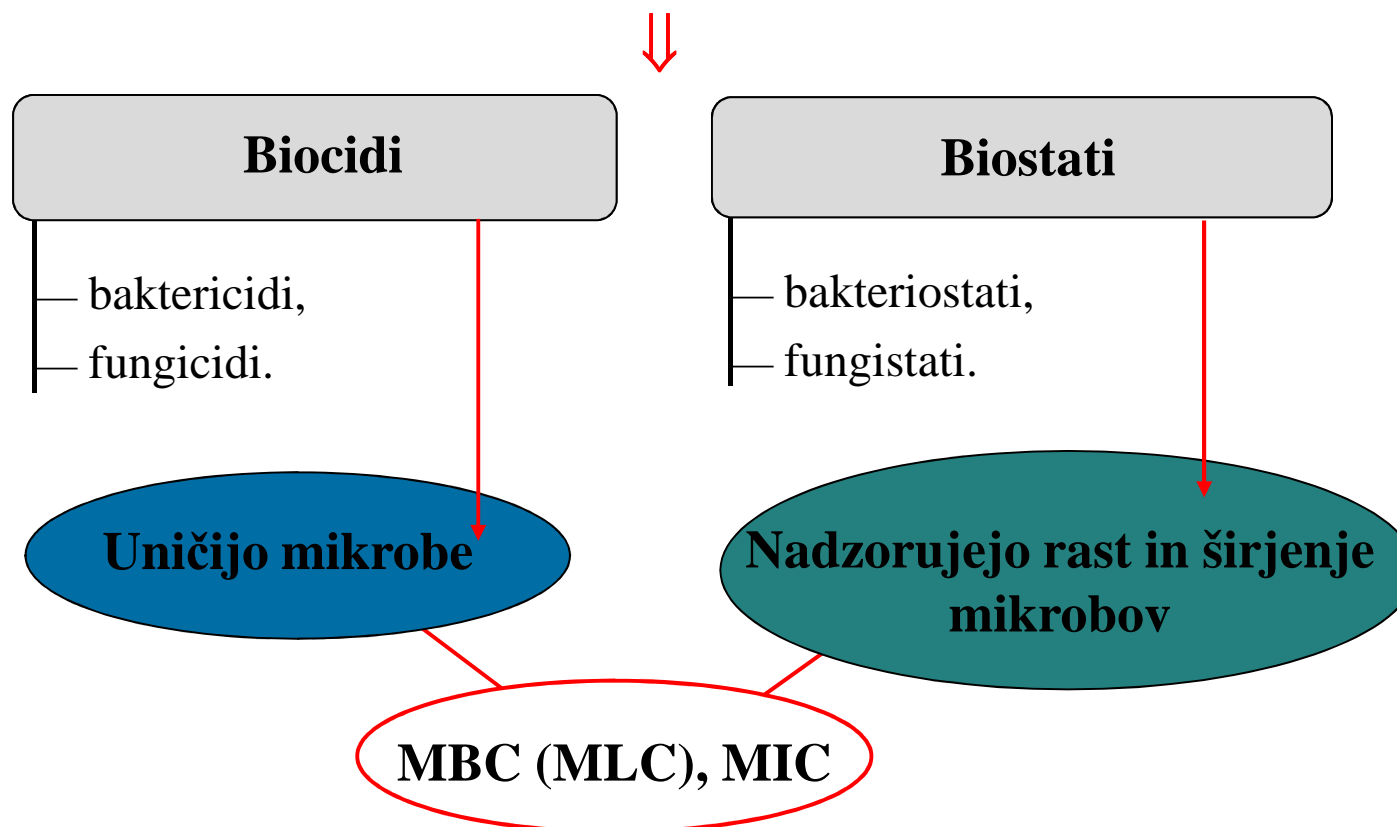 Biocidi
baktericidi,
fungicidi.
Uničijo mikrobe
Biostati
bakteriostati,
fungistati.
Nadzorujejo rast in širjenje
mikrobov
MBC (MLC), MIC